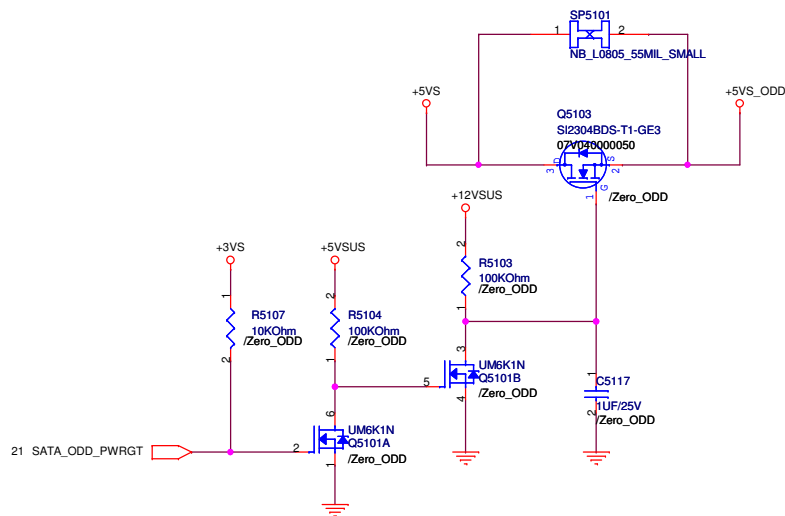 SP5101
1
2
NB_L0805_55MIL_SMALL
+5VS
+5VS_ODD
Q5103
SI2304BDS-T1-GE3
07V040000050
D
S
3
2
G
1
/Zero_ODD
+12VSUS
+3VS
+5VSUS
2
R5103
100KOhm
/Zero_ODD
1
1
R5107
10KOhm
/Zero_ODD
2
2
R5104
100KOhm
/Zero_ODD
1
3
UM6K1N
Q5101B
/Zero_ODD
5
4
1
C5117
1UF/25V
/Zero_ODD
2
6
UM6K1N
Q5101A
/Zero_ODD
21 SATA_ODD_PWRGT
2
1